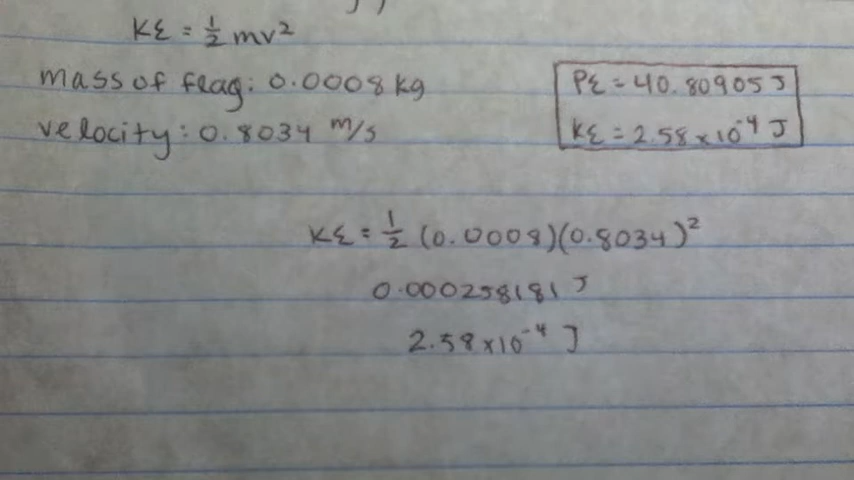 KE = 1/2 mv²
mass of flag: 0.0008 kg
velocity: 0.8034 m/s
PE = 40.80905 J
KE = 2.58 x 10⁻⁴ J
KE = 1/2 (0.0008)(0.8034)²
0.000258181 J
2.58 x 10⁻⁴ J